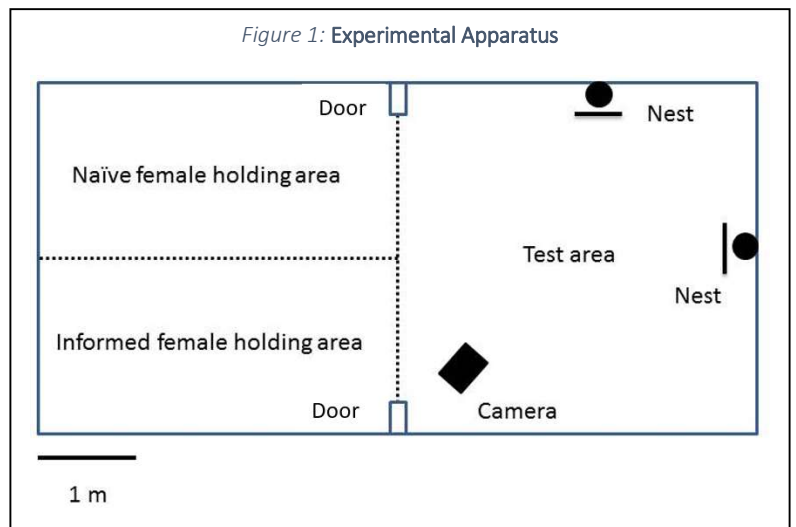 Figure 1: Experimental Apparatus
Door
Nest
Naïve female holding area
Test area
Nest
Informed female holding area
Door
Camera
1 m